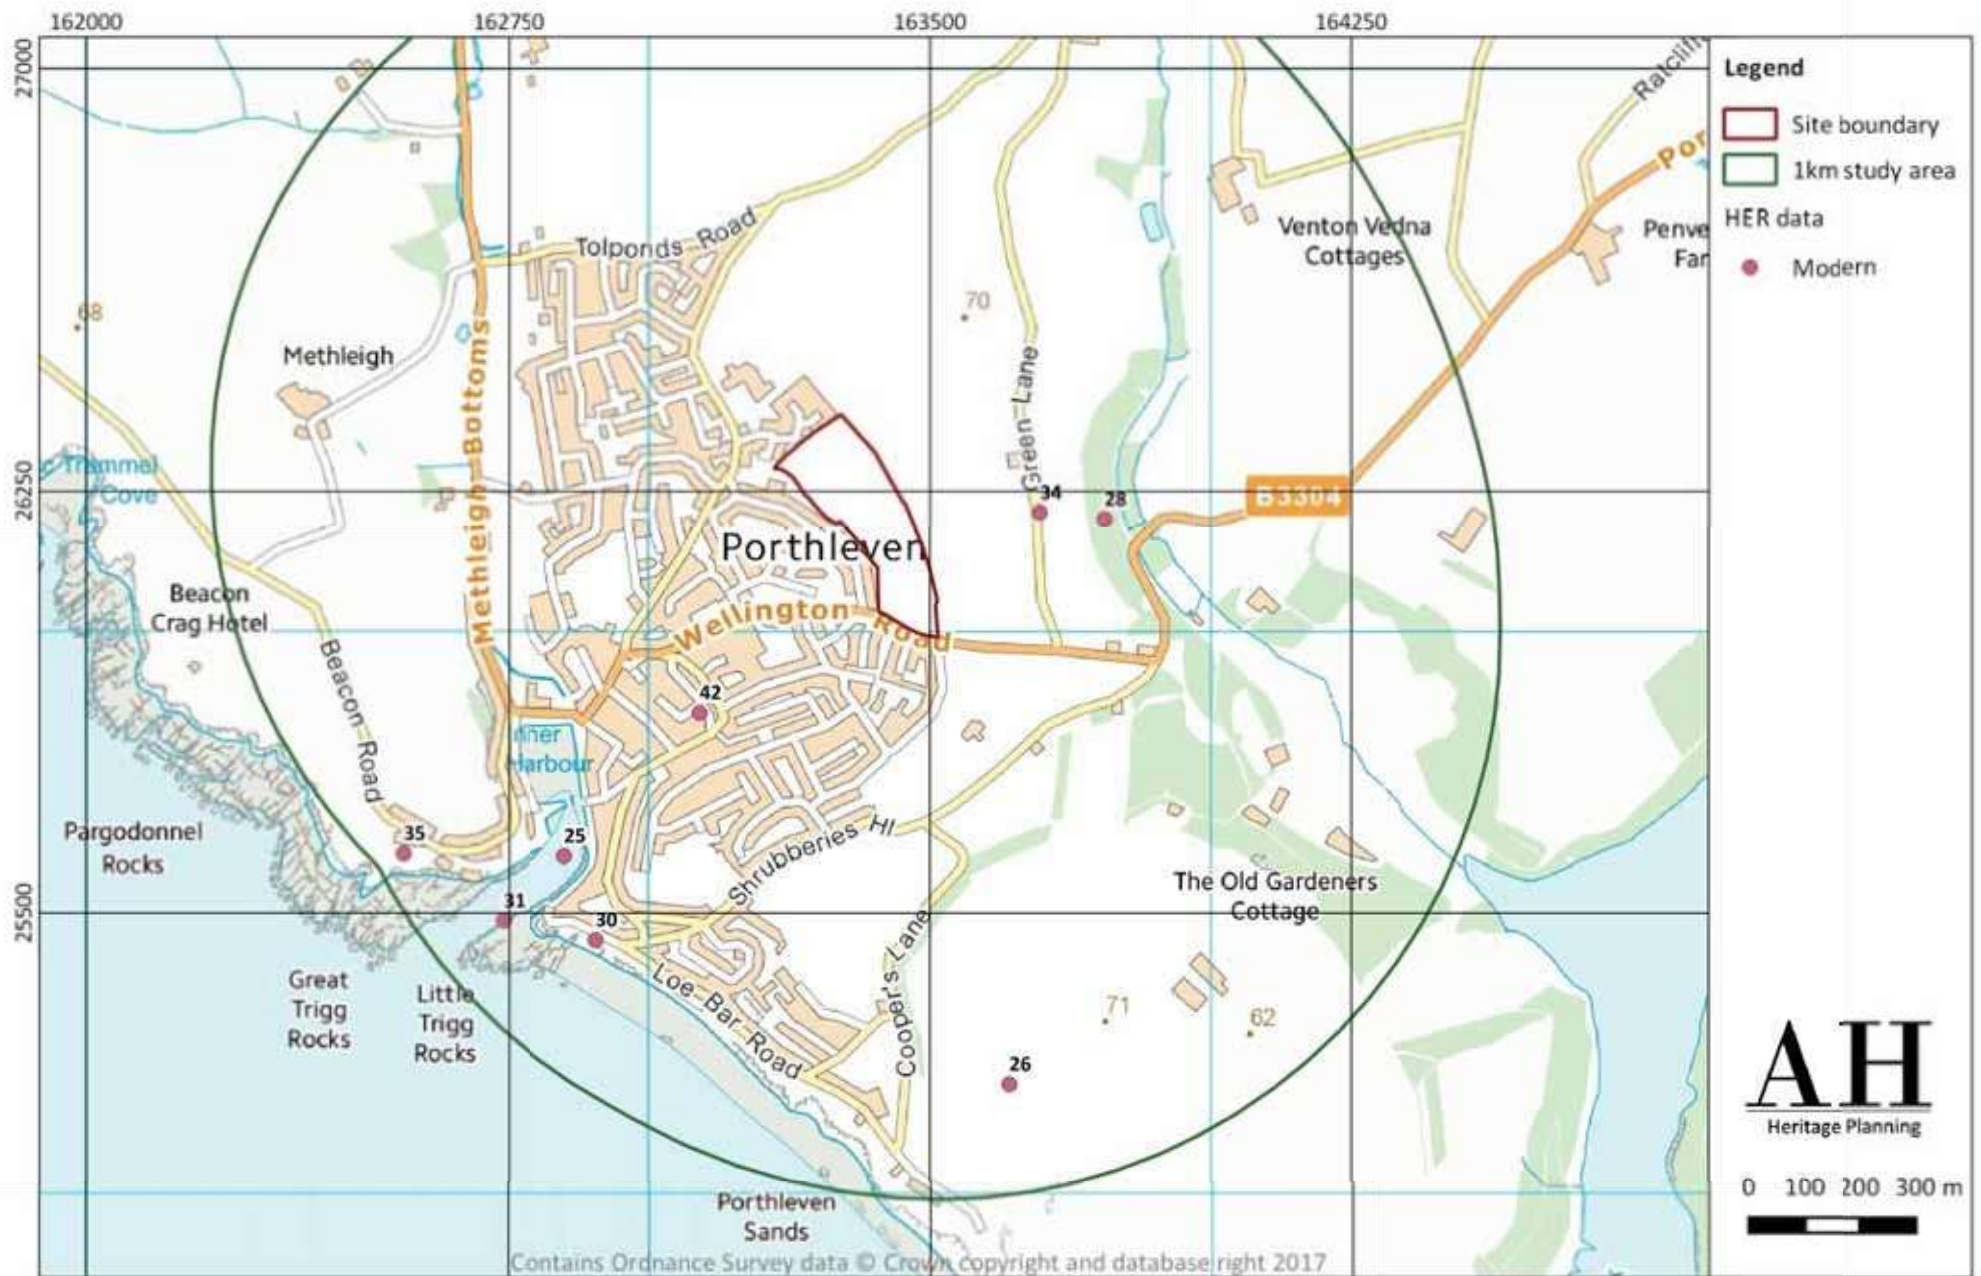 162000
162750
163500
164250
27000
26250
25500
Legend
Site boundary
1km study area
HER data
Modern
Por
Tolponds Road
Venton Vedna
Cottages
68
70
Methleigh
Methleigh Bottoms
Green Lane
34
28
B3304
Cove
Porthleven
Beacon
Crag Hotel
Wellington Road
Beacon Road
42
Harbour
Pargodonnel
Rocks
35
25
Shrubberies Hl
The Old Gardeners
Cottage
31
30
Great
Trigg
Rocks
Little
Trigg
Rocks
Loe Bar Road
Cooper's Lane
71
62
26
Porthleven
Sands
AH
Heritage Planning
0 100 200 300 m
Contains Ordnance Survey data © Crown copyright and database right 2017